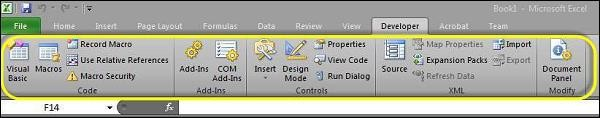 Book1 - Microsoft Excel
File Home Insert Page Layout Formulas Data Review View Developer Acrobat Team
Visual Basic
Macros
Record Macro
Use Relative References
Macro Security
Code
Add-Ins
COM Add-Ins
Add-Ins
Insert
Design Mode
Properties
View Code
Run Dialog
Controls
Source
Map Properties
Expansion Packs
Refresh Data
Import
Export
XML
Document Panel
Modify
F14
fx